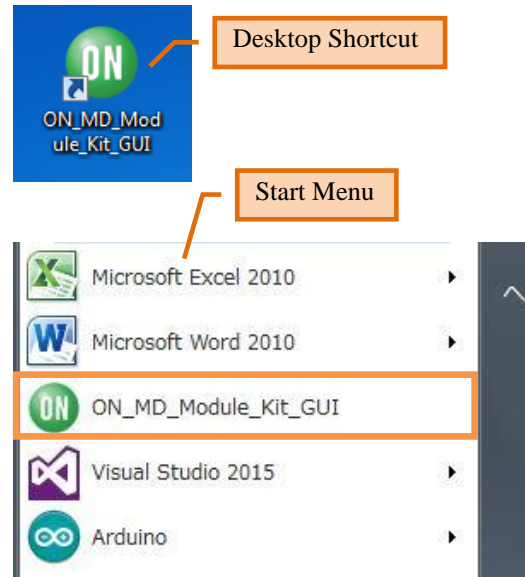 ON
Desktop Shortcut
ON_MD_Mod
ule_Kit_GUI
Start Menu
Microsoft Excel 2010
Microsoft Word 2010
ON ON_MD_Module_Kit_GUI
Visual Studio 2015
Arduino